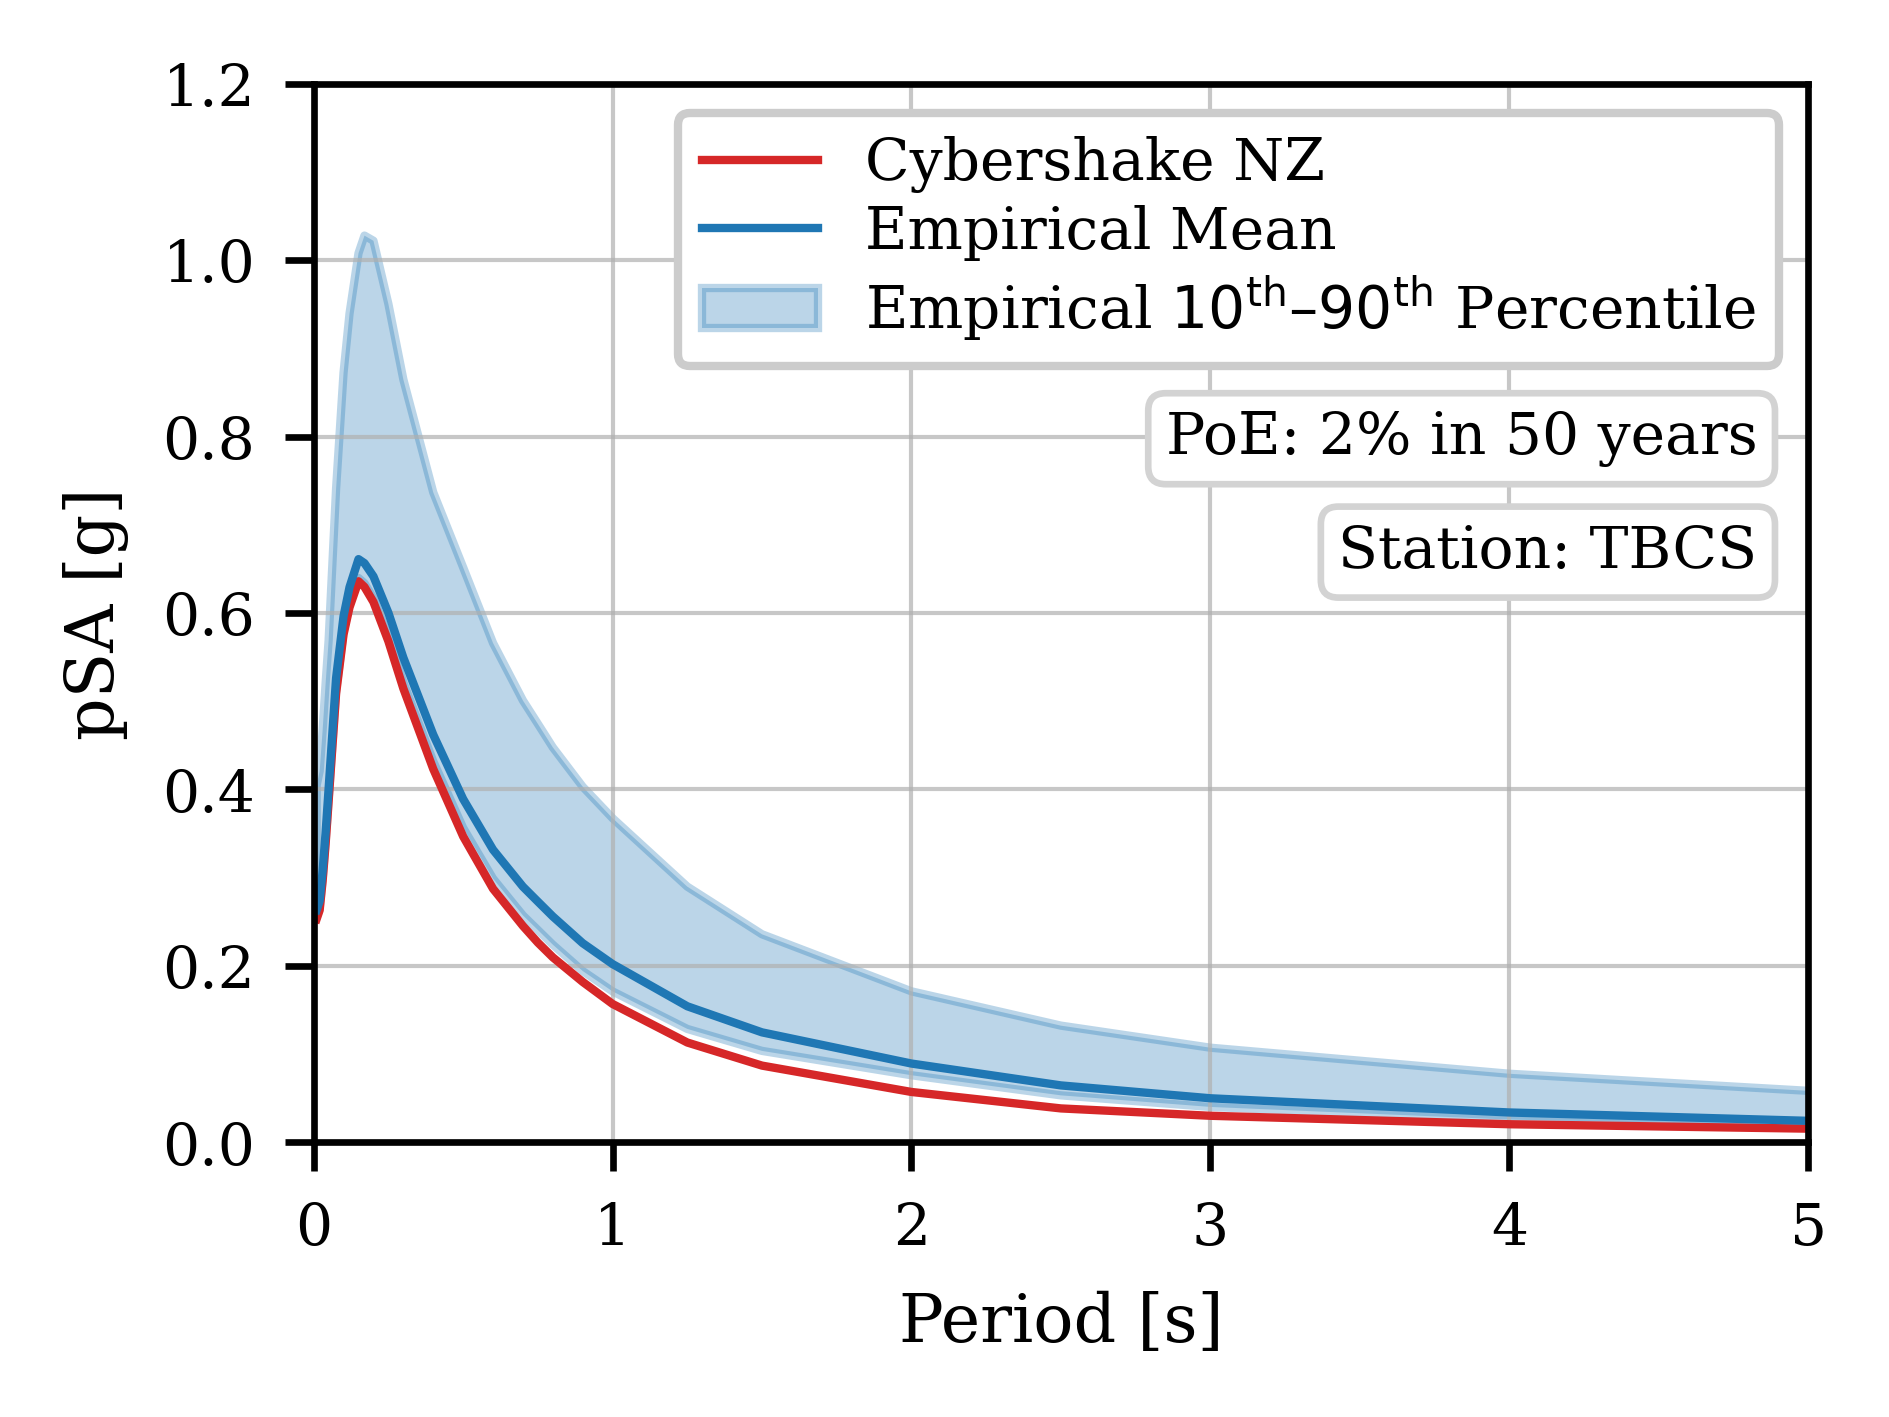 1.2
1.0
0.8
0.6
0.4
0.2
0.0
pSA [g]
Cybershake NZ
Empirical Mean
Empirical 10th–90th Percentile
PoE: 2% in 50 years
Station: TBCS
0 1 2 3 4 5
Period [s]